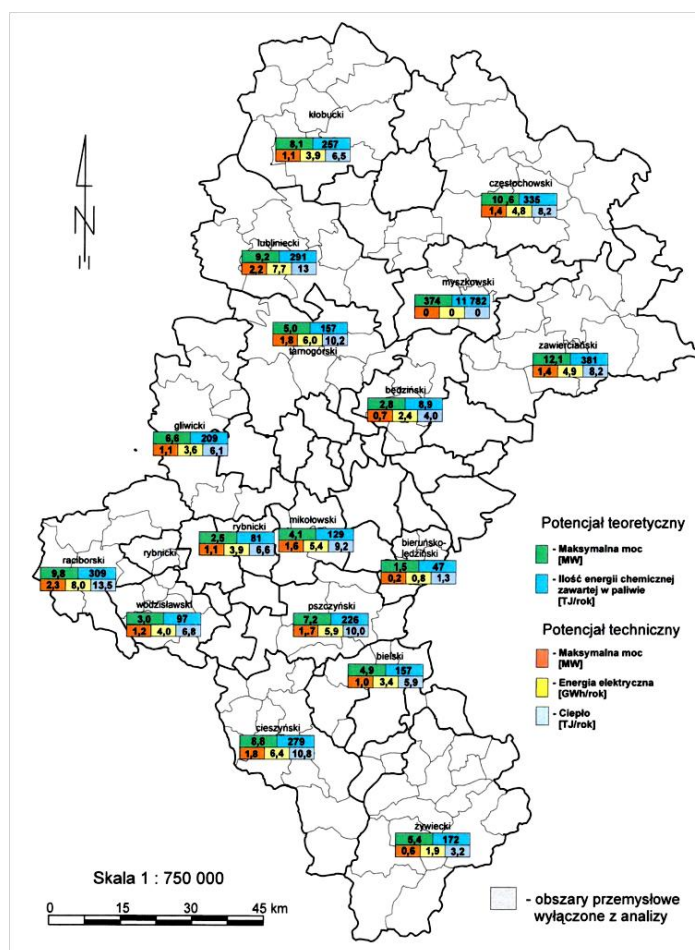 N
kłobucki
8,1 257
1,1 3,9 6,5
częstochowski
10,6 335
1,4 4,8 8,2
lubliniecki
9,2 291
2,2 7,7 13
myszkowski
374 11 782
0 0 0
5,0 157
1,8 6,0 10,2
tarnogórski
zawierciański
12,1 381
1,4 4,9 8,2
będziński
2,8 8,9
0,7 2,4 4,0
gliwicki
6,6 209
1,1 3,6 6,1
rybnicki
2,5 81
1,1 3,9 6,6
mikołowski
4,1 129
1,6 5,4 9,2
bieruńsko-
lędziński
1,5 47
0,2 0,8 1,3
raciborski
9,8 309
2,3 8,0 13,5
rybnicki
wodzisławski
3,0 97
1,2 4,0 6,8
pszczyński
7,2 226
1,7 5,9 10,0
bielski
4,9 157
1,0 3,4 5,9
cieszyński
8,8 279
1,8 6,4 10,8
żywiecki
5,4 172
0,6 1,9 3,2
Potencjał teoretyczny
- Maksymalna moc
[MW]
- Ilość energii chemicznej
zawartej w paliwie
[TJ/rok]
Potencjał techniczny
- Maksymalna moc
[MW]
- Energia elektryczna
[GWh/rok]
- Ciepło
[TJ/rok]
Skala 1 : 750 000
0 15 30 45 km
- obszary przemysłowe
wyłączone z analizy